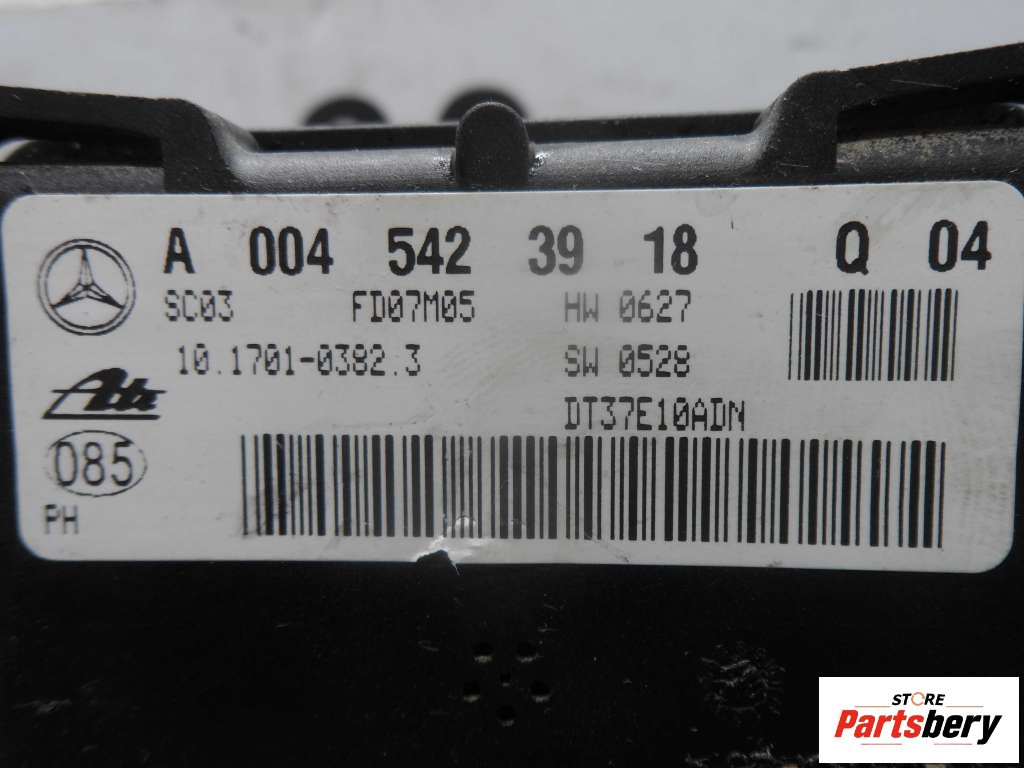 A 004 542 39 18 Q 04
SC03 FD07M05 HW 0627
10.1701-0382.3 SW 0528
Ate DT37E10ADN
085
PH
STORE
Partsbery